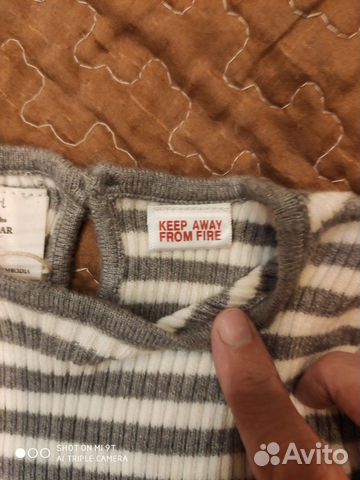 KEEP AWAY
FROM FIRE
SHOT ON MI 9T
AI TRIPLE CAMERA
Avito